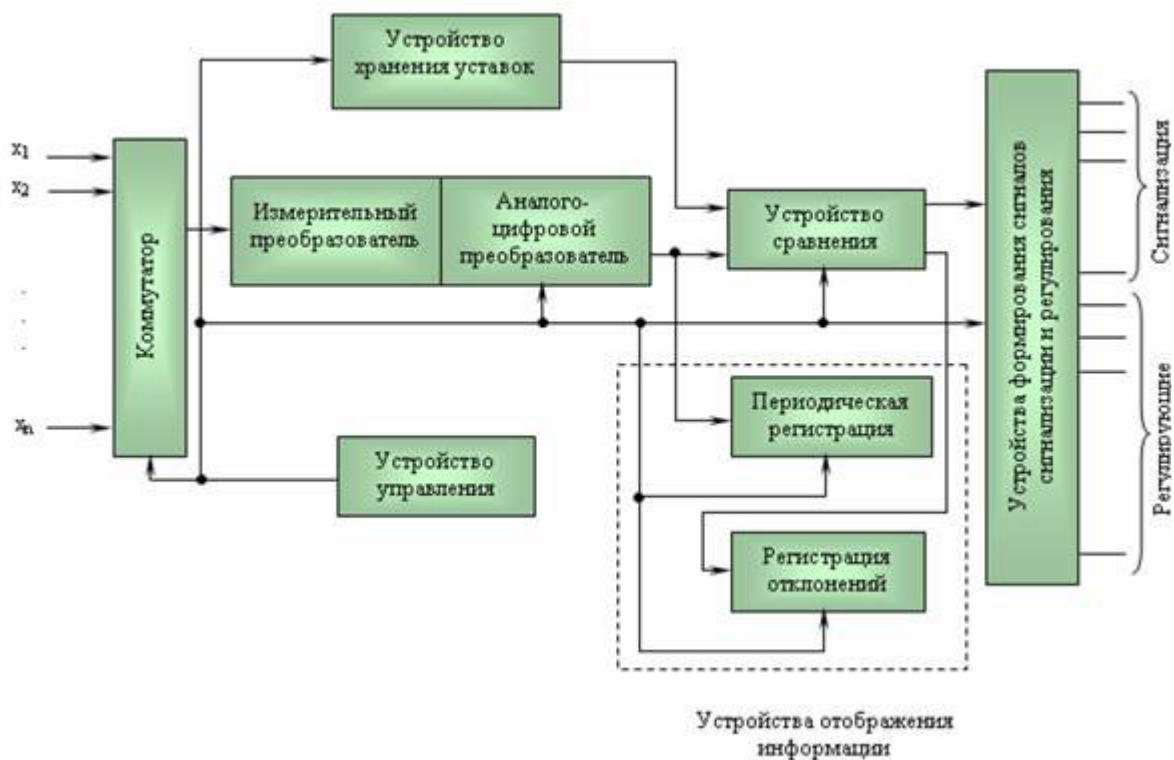 Устройство
хранения уставок
x1
x2
Коммутатор
Измерительный
преобразователь
Аналого-
цифровой
преобразователь
Устройство
сравнения
Устройства формирования сигналов
сигнализации и регулирования
Сигнализация
.
.
.
xn
Периодическая
регистрация
Устройство
управления
Регулирующие
Регистрация
отклонений
Устройства отображения
информации